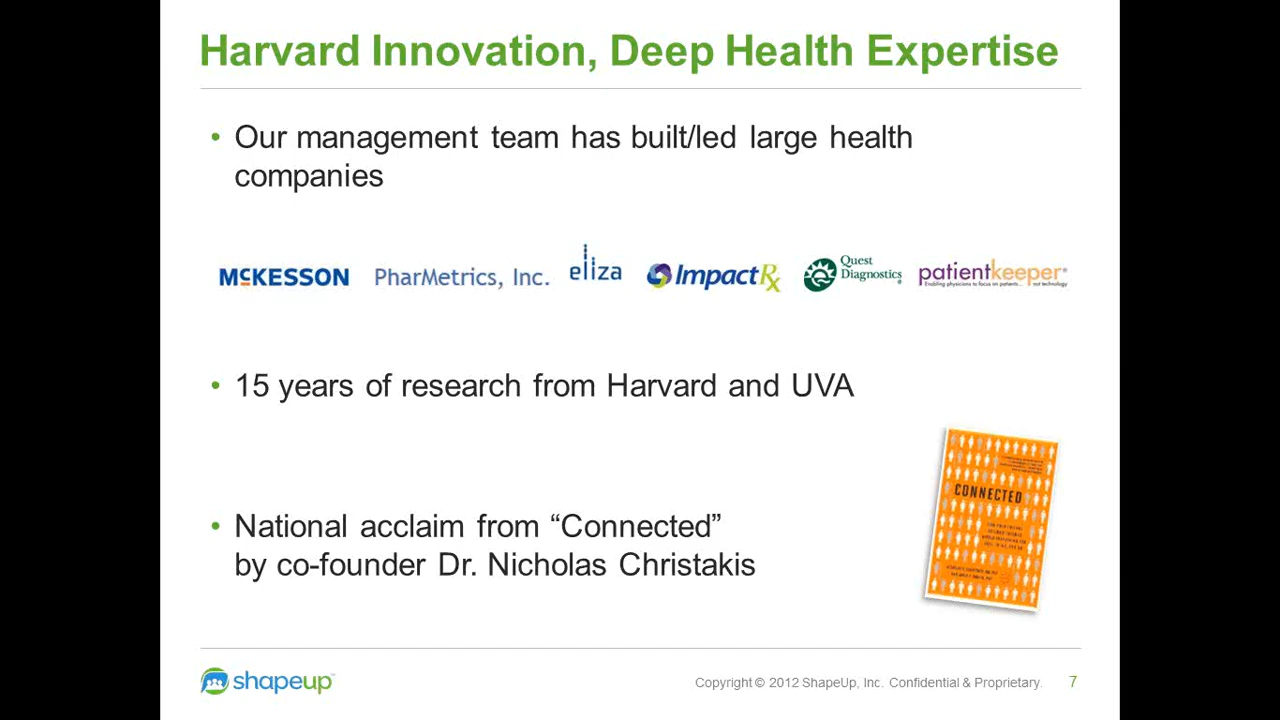 Harvard Innovation, Deep Health Expertise
• Our management team has built/led large health
companies
McKESSON PharMetrics, Inc. eliza ImpactRx Quest Diagnostics® patientkeeper®
Enabling physicians to focus on patients... not technology
• 15 years of research from Harvard and UVA
CONNECTED
• National acclaim from “Connected”
by co-founder Dr. Nicholas Christakis
shapeup™
Copyright © 2012 ShapeUp, Inc. Confidential & Proprietary. 7